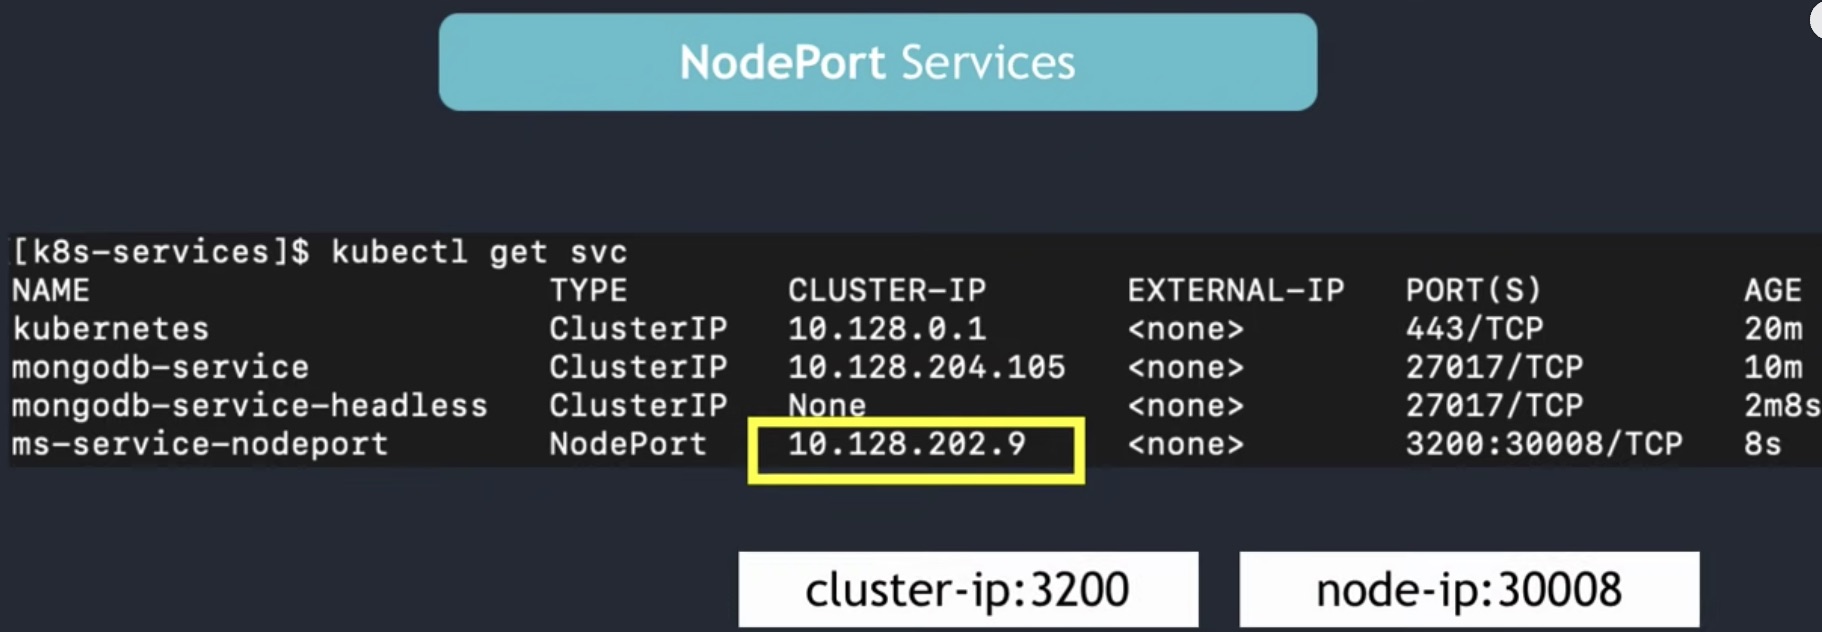 NodePort Services
[k8s-services]$ kubectl get svc
NAME TYPE CLUSTER-IP EXTERNAL-IP PORT(S) AGE
kubernetes ClusterIP 10.128.0.1 <none> 443/TCP 20m
mongodb-service ClusterIP 10.128.204.105 <none> 27017/TCP 10m
mongodb-service-headless ClusterIP None <none> 27017/TCP 2m8s
ms-service-nodeport NodePort 10.128.202.9 <none> 3200:30008/TCP 8s
cluster-ip:3200 node-ip:30008